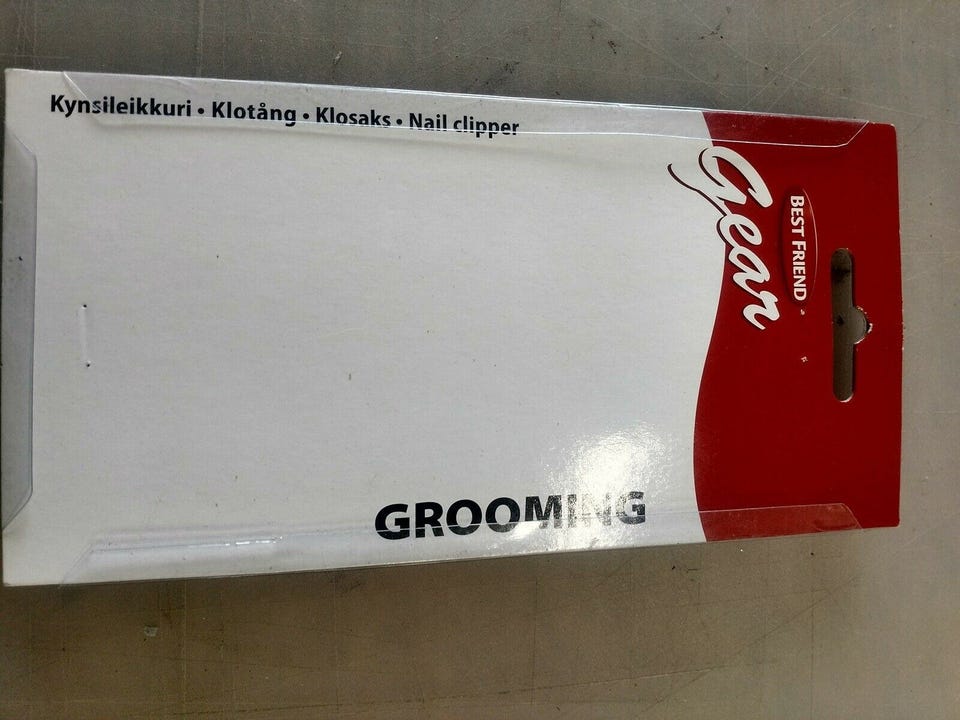 Kynsileikkuri • Klotång • Klosaks • Nail clipper
BEST FRIEND
Gear
GROOMING